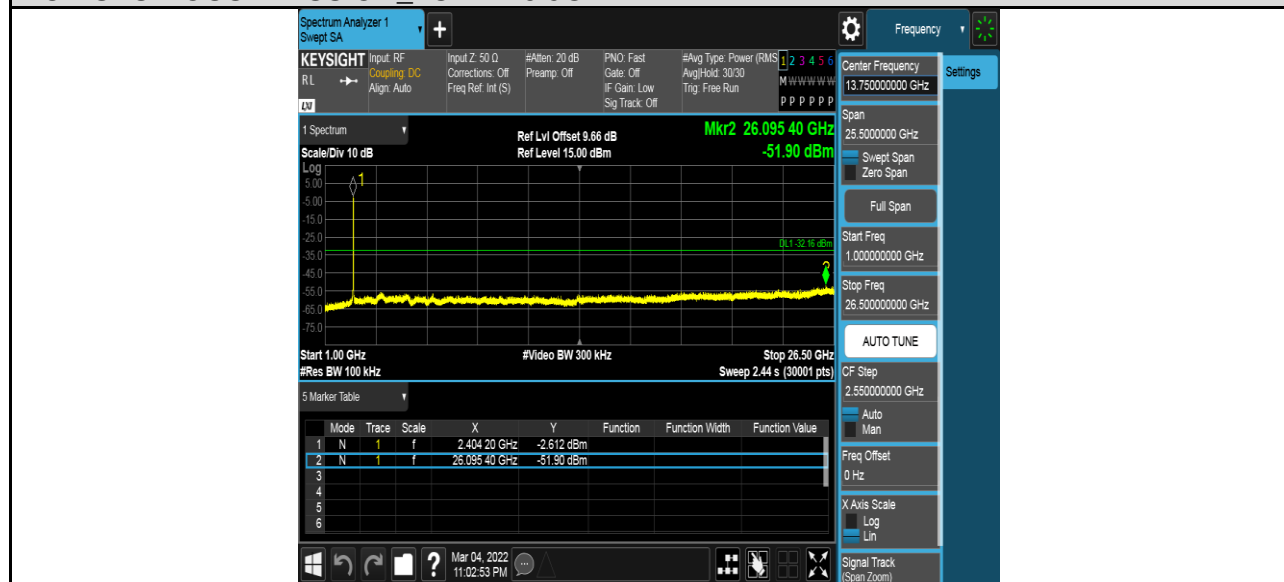 Spectrum Analyzer 1
Swept SA
Frequency
KEYSIGHT Input: RF Input Z: 50 Ω #Atten: 20 dB PNO: Fast #Avg Type: Power (RMS 1 2 3 4 5 6
RL Coupling: DC Corrections: Off Preamp: Off Gate: Off Avg|Hold: 30/30 M W W W W W
Align: Auto Freq Ref: Int (S) IF Gain: Low Trig: Free Run
LXI Sig Track: Off P P P P P P
1 Spectrum Ref Lvl Offset 9.66 dB Mkr2 26.095 40 GHz
Scale/Div 10 dB Ref Level 15.00 dBm -51.90 dBm
Log
5.00
-5.00
-15.0
-25.0
-35.0
-45.0
-55.0
-65.0
-75.0
1
DL1 -32.16 dBm
Start 1.00 GHz #Video BW 300 kHz Stop 26.50 GHz
#Res BW 100 kHz Sweep 2.44 s (30001 pts)
5 Marker Table
Mode Trace Scale X Y Function Function Width Function Value
1 N 1 f 2.404 20 GHz -2.612 dBm
2 N 1 f 26.095 40 GHz -51.90 dBm
3
4
5
6
Mar 04, 2022
11:02:53 PM
Center Frequency
13.750000000 GHz
Settings
Span
25.5000000 GHz
Swept Span
Zero Span
Full Span
Start Freq
1.000000000 GHz
Stop Freq
26.500000000 GHz
AUTO TUNE
CF Step
2.550000000 GHz
Auto
Man
Freq Offset
0 Hz
X Axis Scale
Log
Lin
Signal Track
(Span Zoom)